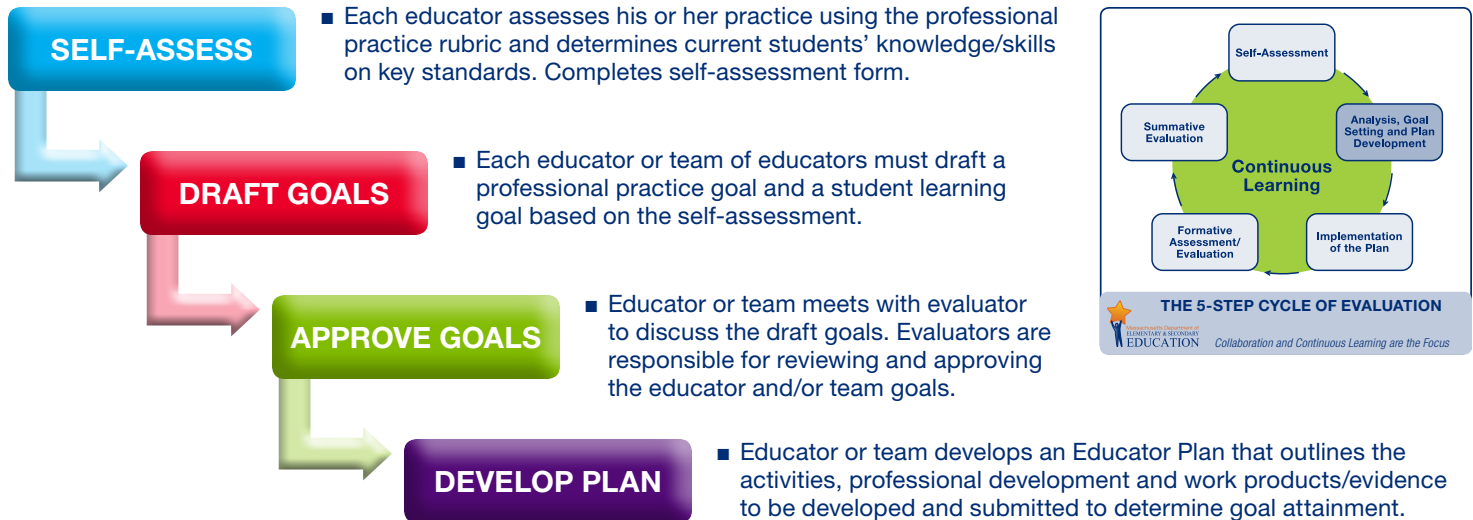 SELF-ASSESS
■ Each educator assesses his or her practice using the professional
practice rubric and determines current students’ knowledge/skills
on key standards. Completes self-assessment form.
DRAFT GOALS
■ Each educator or team of educators must draft a
professional practice goal and a student learning
goal based on the self-assessment.
APPROVE GOALS
■ Educator or team meets with evaluator
to discuss the draft goals. Evaluators are
responsible for reviewing and approving
the educator and/or team goals.
DEVELOP PLAN
■ Educator or team develops an Educator Plan that outlines the
activities, professional development and work products/evidence
to be developed and submitted to determine goal attainment.
Self-Assessment
Analysis, Goal
Setting and Plan
Development
Implementation
of the Plan
Formative
Assessment/
Evaluation
Summative
Evaluation
Continuous
Learning
THE 5-STEP CYCLE OF EVALUATION
Massachusetts Department of
ELEMENTARY & SECONDARY
EDUCATION
Collaboration and Continuous Learning are the Focus